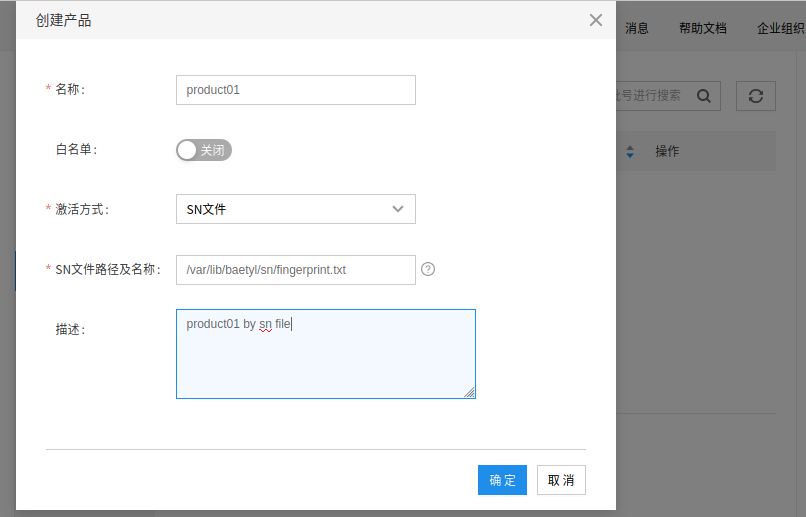 创建产品
消息 帮助文档 企业组织
* 名称：
product01
号进行搜索
白名单：
关闭
操作
* 激活方式：
SN文件
* SN文件路径及名称：
/var/lib/baetyl/sn/fingerprint.txt
描述：
product01 by sn file
确定
取消